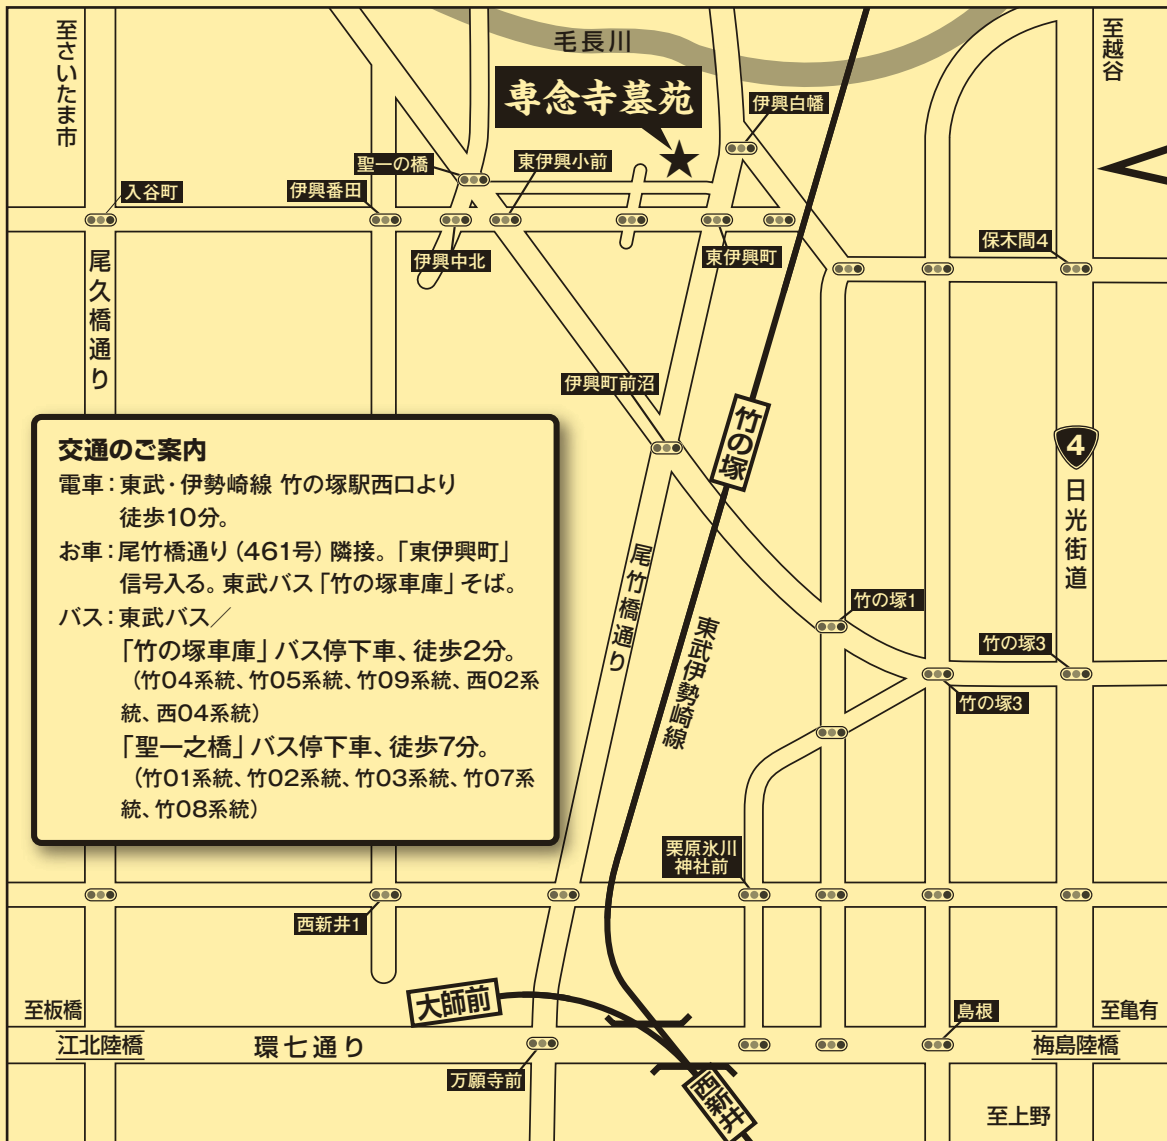 至さいたま市
毛長川
至越谷
専念寺墓苑
伊興白幡
聖一の橋
東伊興小前
入谷町
伊興番田
伊興中北
東伊興町
保木間4
尾久橋通り
伊興町前沼
竹の塚
4
日光街道
交通のご案内
電車：東武・伊勢崎線 竹の塚駅西口より
徒歩10分。
お車：尾竹橋通り（461号）隣接。「東伊興町」
信号入る。東武バス「竹の塚車庫」そば。
バス：東武バス／
「竹の塚車庫」バス停下車、徒歩2分。
（竹04系統、竹05系統、竹09系統、西02系
統、西04系統）
「聖一之橋」バス停下車、徒歩7分。
（竹01系統、竹02系統、竹03系統、竹07系
統、竹08系統）
尾竹橋通り
東武伊勢崎線
竹の塚1
竹の塚3
竹の塚3
栗原氷川
神社前
西新井1
大師前
至板橋
江北陸橋
環七通り
万願寺前
西新井
島根
至亀有
梅島陸橋
至上野